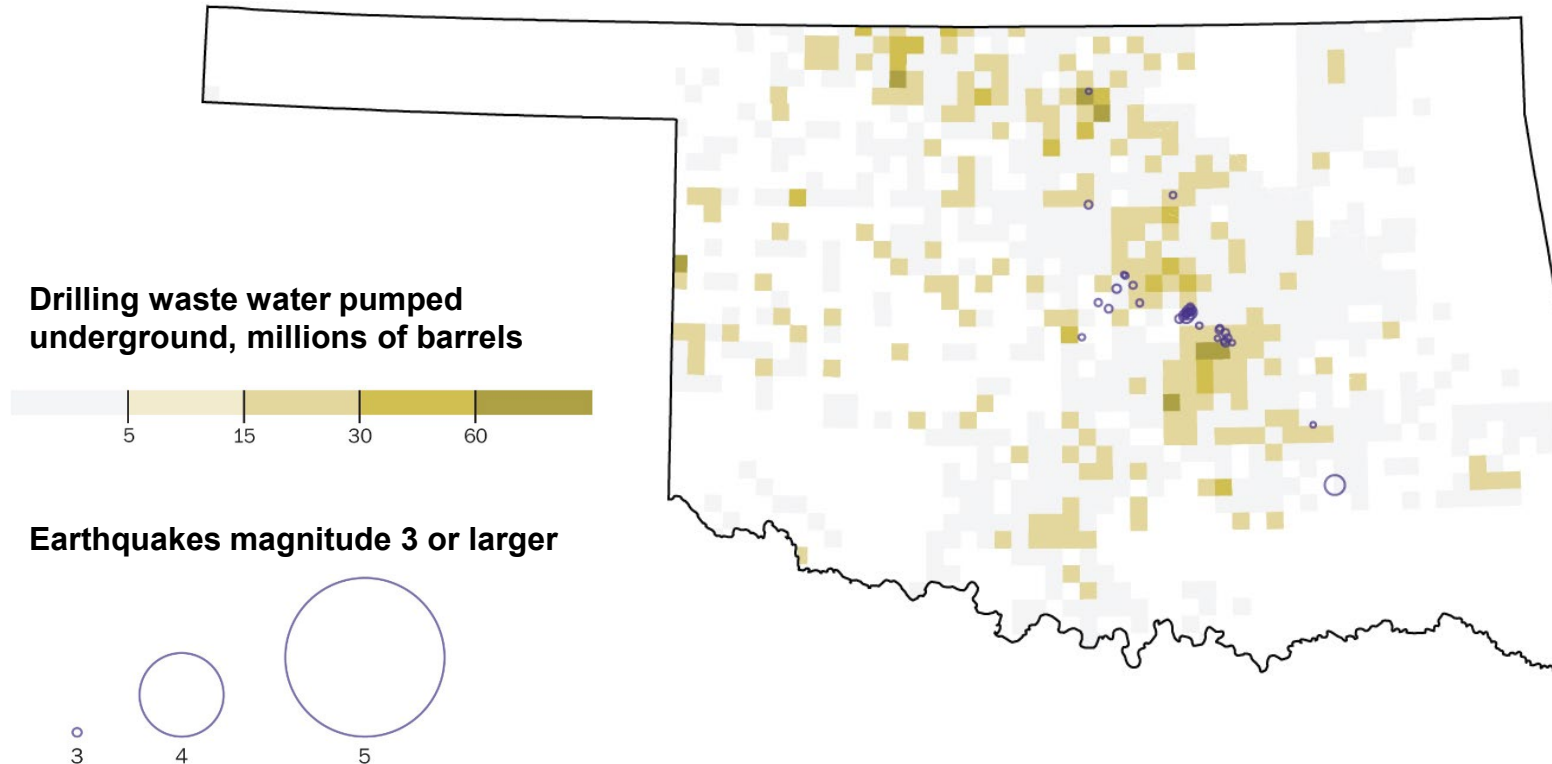 Drilling waste water pumped
underground, millions of barrels
5 15 30 60
Earthquakes magnitude 3 or larger
3 4 5